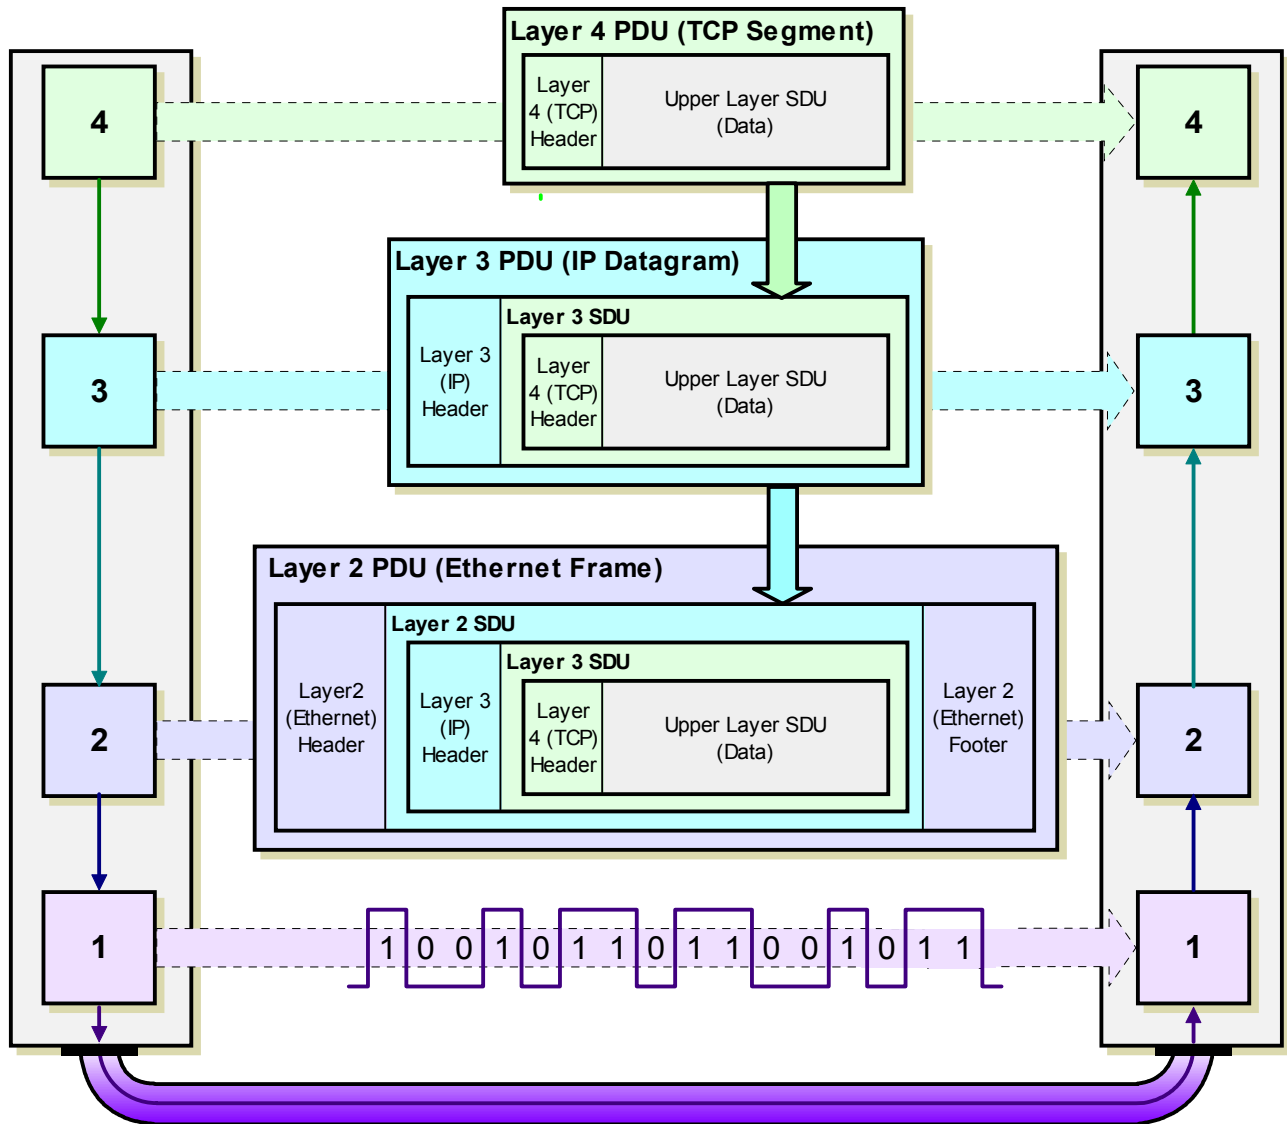 Layer 4 PDU (TCP Segment)
4
Layer
4 (TCP)
Header
Upper Layer SDU
(Data)
4
Layer 3 PDU (IP Datagram)
3
Layer 3
(IP)
Header
Layer 3 SDU
Layer
4 (TCP)
Header
Upper Layer SDU
(Data)
3
Layer 2 PDU (Ethernet Frame)
2
Layer2
(Ethernet)
Header
Layer 2 SDU
Layer 3
(IP)
Header
Layer 3 SDU
Layer
4 (TCP)
Header
Upper Layer SDU
(Data)
Layer 2
(Ethernet)
Footer
2
1
1 0 0 1 0 1 1 0 1 1 0 0 1 0 1 1
1